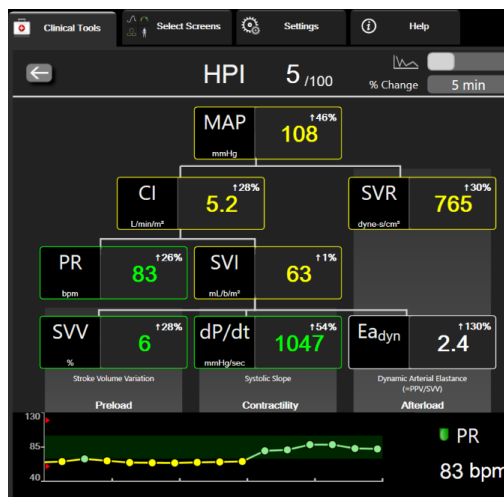 Clinical Tools Select Screens Settings Help
HPI 5 /100
% Change 5 min
MAP 108 ↑46%
mmHg
CI 5.2 ↑28%
L/min/m²
SVR 765 ↑30%
dyne-s/cm⁵
PR 83 ↑26%
bpm
SVI 63 ↑1%
mL/b/m²
SVV 6 ↑28%
%
dP/dt 1047 ↑54%
mmHg/sec
Eadyn 2.4 ↑130%
Stroke Volume Variation
Preload
Systolic Slope
Contractility
Dynamic Arterial Elastance
(=PPV/SVV)
Afterload
130
85
40
PR
83 bpm